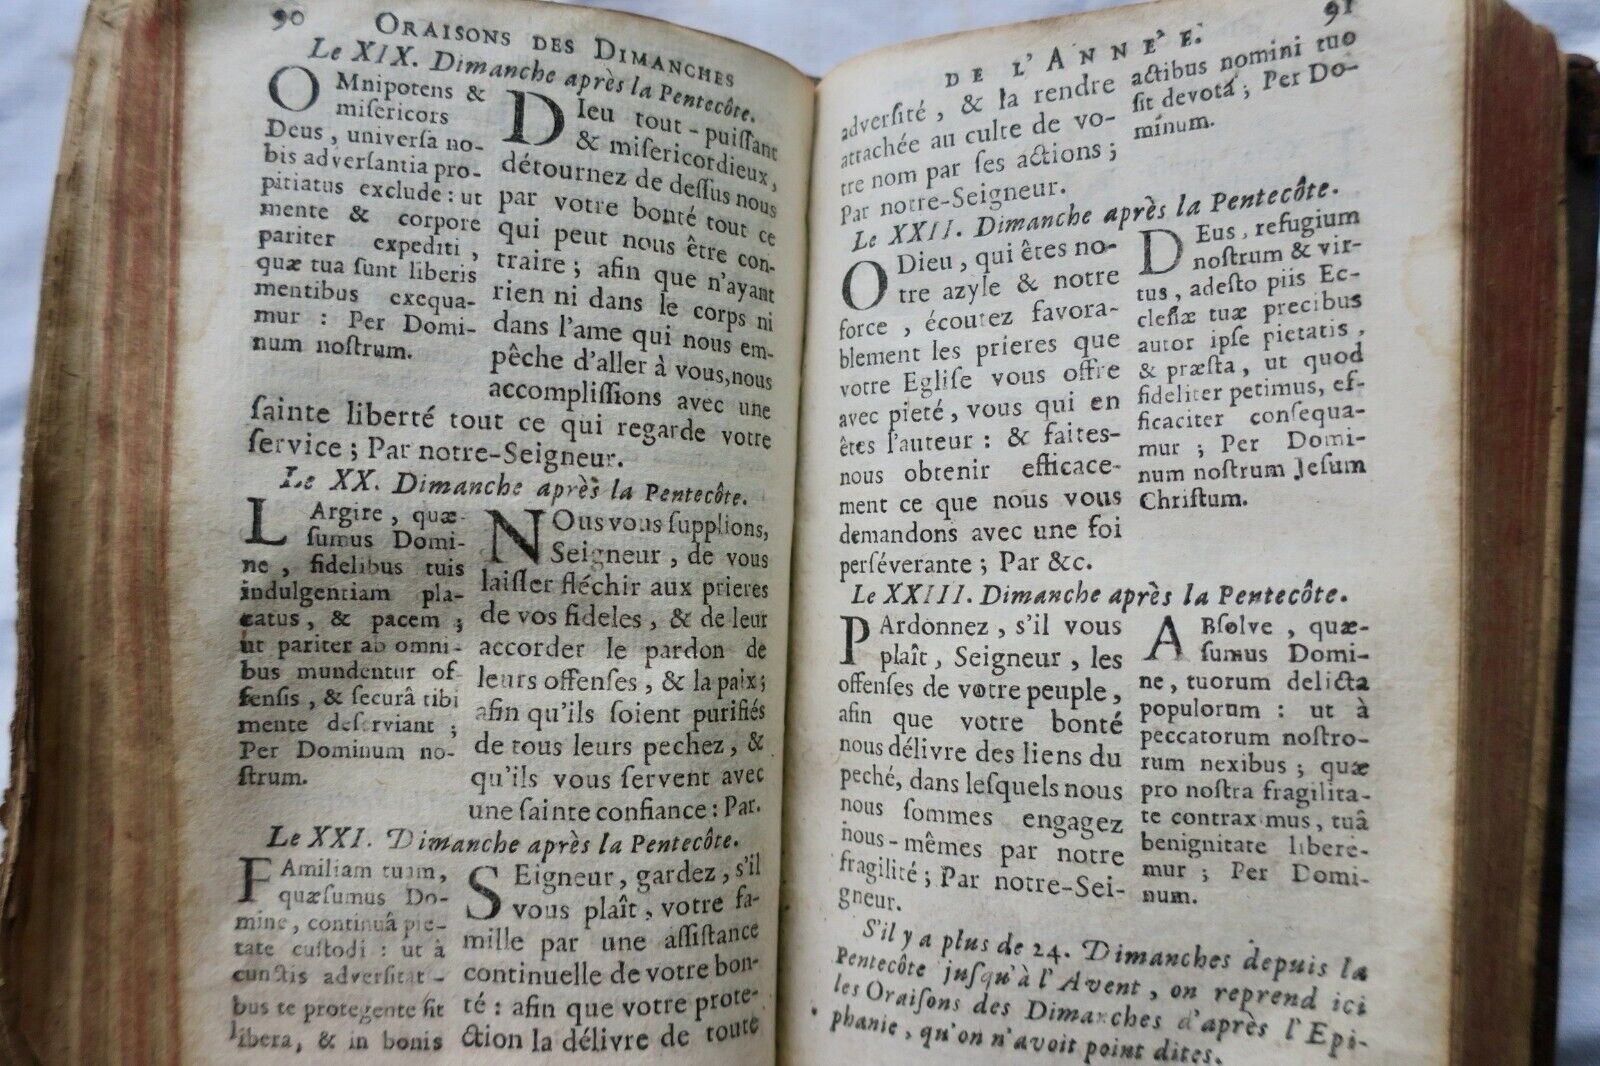 90 ORAISONS DES DIMANCHES
Le XIX. Dimanche après la Pentecôte.
OMnipotens &
misericors
Deus, universa no-
bis adversantia pro-
pitiatus exclude : ut
mente & corpore
pariter expediti,
quæ tua sunt liberis
mentibus exequa-
mur : Per Domi-
num nostrum.
DIeu tout-puissant
& misericordieux,
détournez de dessus nous
par votre bonté tout ce
qui peut nous être con-
traire ; afin que n'ayant
rien ni dans le corps ni
dans l'ame qui nous em-
pêche d'aller à vous, nous
accomplissions avec une
sainte liberté tout ce qui regarde votre
service ; Par notre-Seigneur.
Le XX. Dimanche après la Pentecôte.
LArgire, quæ-
sumus Domi-
ne, fidelibus tuis
indulgentiam pla-
catus, & pacem ;
ut pariter ab omni-
bus mundentur of-
fensis, & securâ tibi
mente deserviant ;
Per Dominum no-
strum.
NOus vous supplions,
Seigneur, de vous
laisser fléchir aux prieres
de vos fideles, & de leur
accorder le pardon de
leurs offenses, & la paix ;
afin qu'ils soient purifiés
de tous leurs pechez, &
qu'ils vous servent avec
une sainte confiance : Par.
Le XXI. Dimanche après la Pentecôte.
FAmiliam tuam,
quæsumus Do-
mine, continuâ pie-
tate custodi : ut à
cunctis adversitat-
bus te protegente sit
libera, & in bonis
SEigneur, gardez, s'il
vous plaît, votre fa-
mille par une assistance
continuelle de votre bon-
té : afin que votre prote-
ction la délivre de toute
DE L'ANNE'E. 91
adversité, & la rendre
attachée au culte de vo-
tre nom par ses actions ;
Par notre-Seigneur.
actibus nomini tuo
sit devota ; Per Do-
minum.
Le XXII. Dimanche après la Pentecôte.
O Dieu, qui êtes no-
tre azyle & notre
force, écoutez favora-
blement les prieres que
votre Eglise vous offre
avec pieté, vous qui en
êtes l'auteur : & faites-
nous obtenir efficace-
ment ce que nous vous
demandons avec une foi
perséverante ; Par &c.
DEus, refugium
nostrum & vir-
tus, adesto piis Ec-
clesiæ tuæ precibus
autor ipse pietatis,
& præsta, ut quod
fideliter petimus, ef-
ficaciter consequa-
mur ; Per Domi-
num nostrum Jesum
Christum.
Le XXIII. Dimanche après la Pentecôte.
PArdonnez, s'il vous
plaît, Seigneur, les
offenses de votre peuple,
afin que votre bonté
nous délivre des liens du
peché, dans lesquels nous
nous sommes engagez
nous-mêmes par notre
fragilité ; Par notre-Sei-
gneur.
ABsolve, quæ-
sumus Domi-
ne, tuorum delicta
populorum : ut à
peccatorum nostro-
rum nexibus ; quæ
pro nostra fragilita-
te contraximus, tuâ
benignitate libere-
mur ; Per Domi-
num.
S'il y a plus de 24. Dimanches depuis la
Pentecôte jusqu'à l'Avent, on reprend ici
les Oraisons des Dimanches d'après l'Epi-
phanie, qu'on n'avoit point dites.